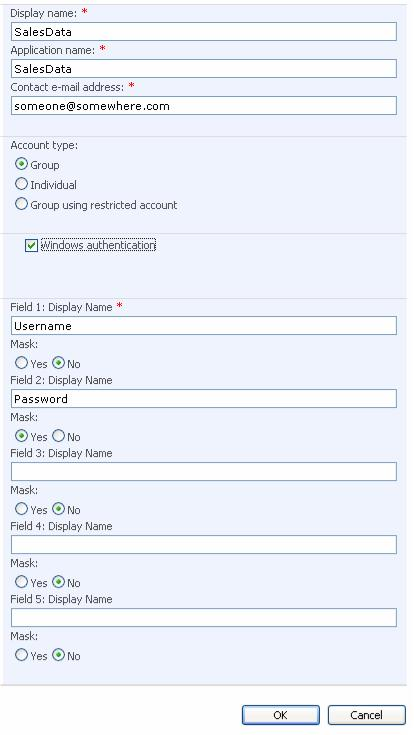 Display name: *
SalesData
Application name: *
SalesData
Contact e-mail address: *
someone@somewhere.com
Account type:
Group
Individual
Group using restricted account
Windows authentication
Field 1: Display Name *
Username
Mask:
Yes No
Field 2: Display Name
Password
Mask:
Yes No
Field 3: Display Name
Mask:
Yes No
Field 4: Display Name
Mask:
Yes No
Field 5: Display Name
Mask:
Yes No
OK Cancel